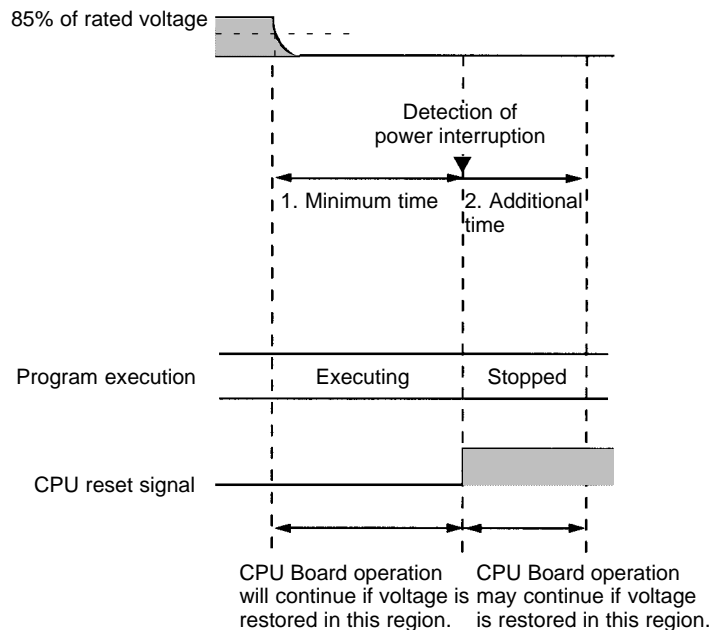 85% of rated voltage
Detection of
power interruption
1. Minimum time
2. Additional
time
Program execution
Executing
Stopped
CPU reset signal
CPU Board operation
will continue if voltage is
restored in this region.
CPU Board operation
may continue if voltage
is restored in this region.